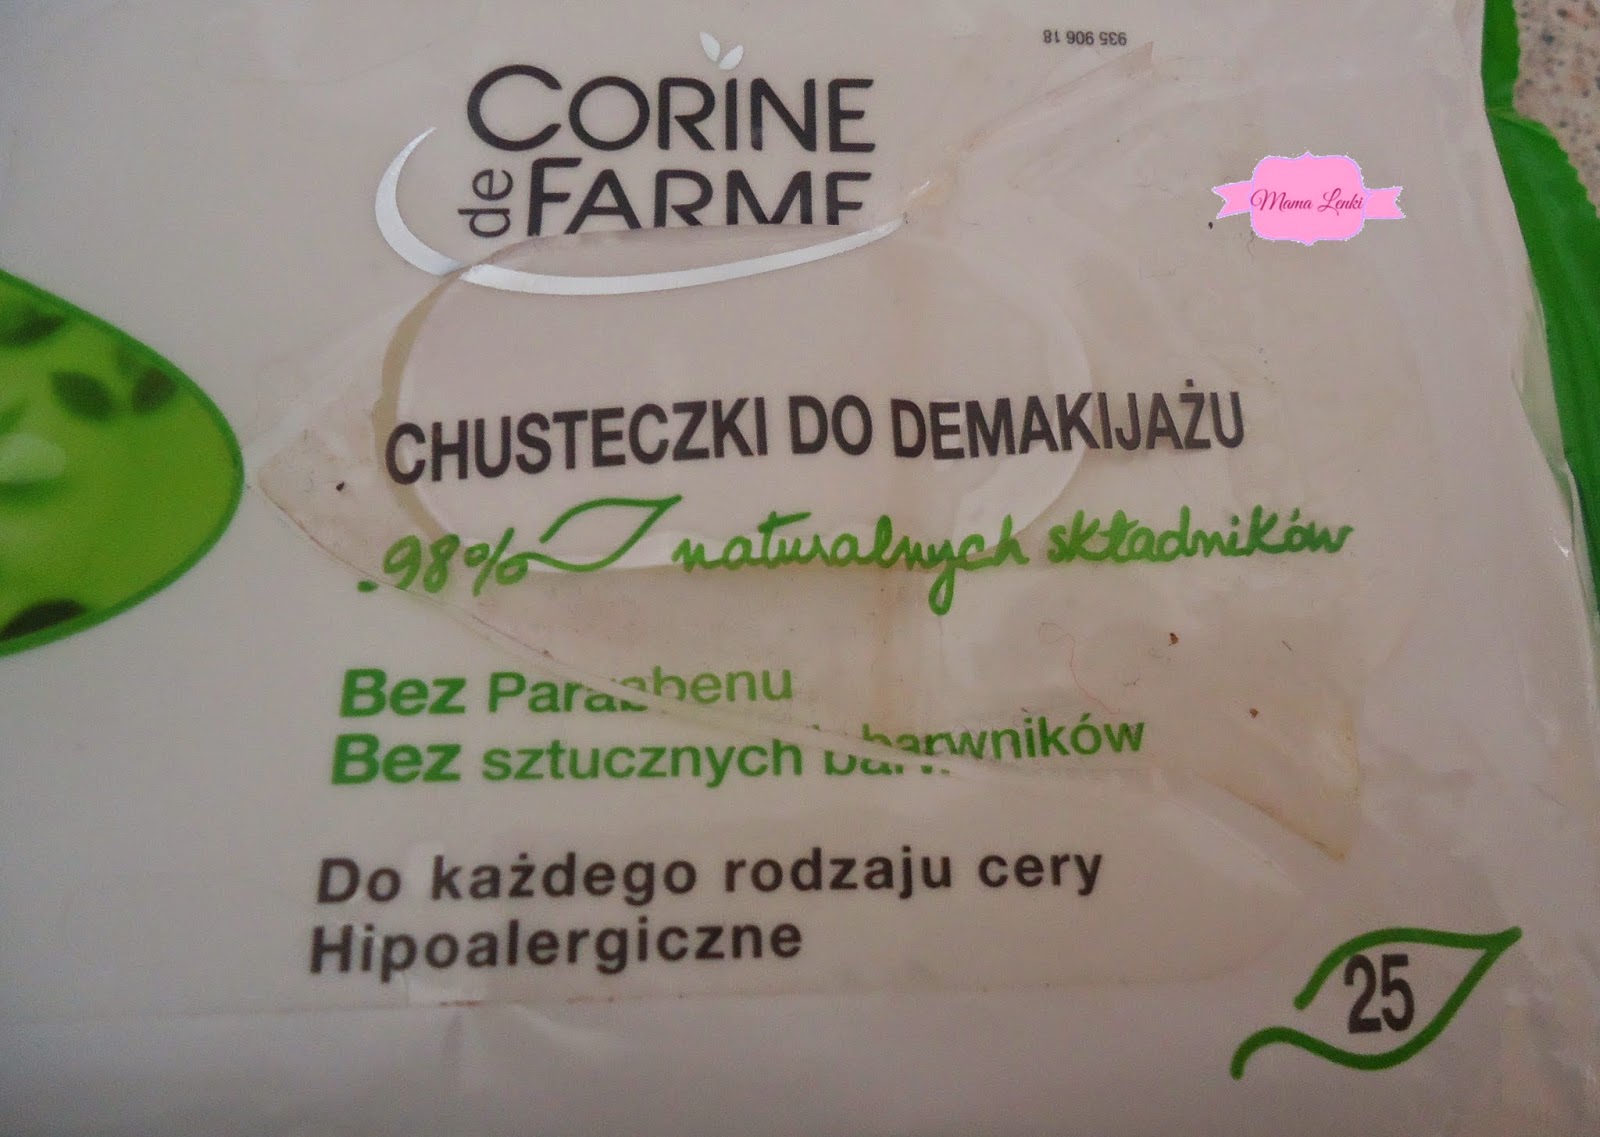 935 906 18
CORINE
de FARME
Mama Lenki
CHUSTECZKI DO DEMAKIJAŻU
98% naturalnych składników
Bez Parabenu
Bez sztucznych barwników
Do każdego rodzaju cery
Hipoalergiczne
25